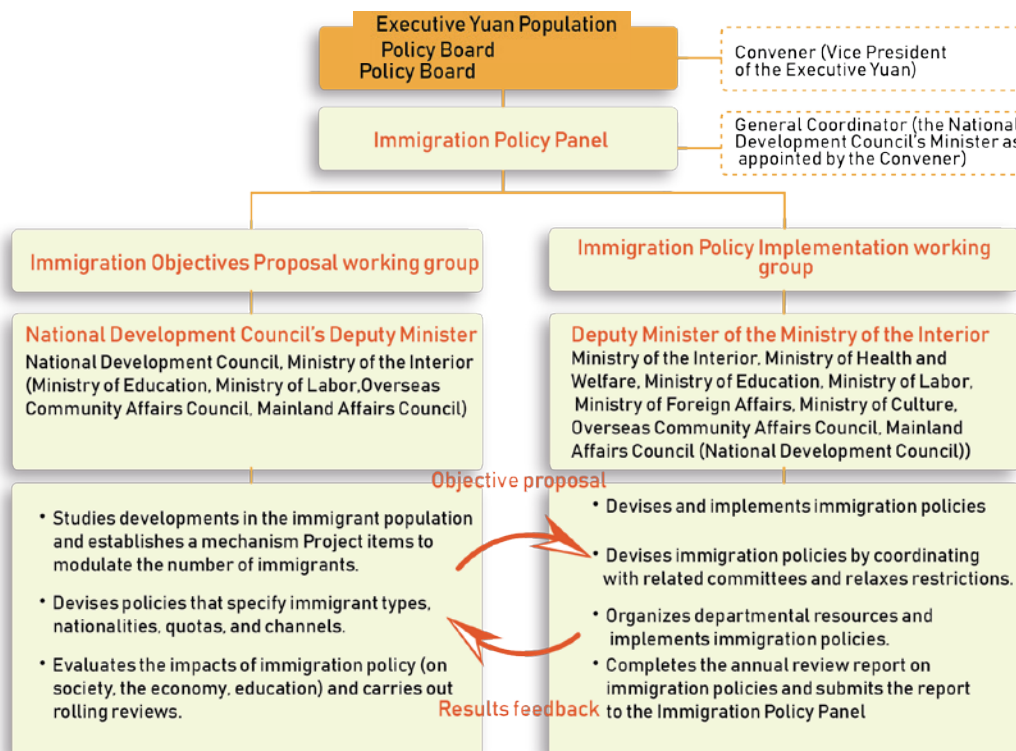 Executive Yuan Population
Policy Board
Policy Board
Convener (Vice President
of the Executive Yuan)
Immigration Policy Panel
General Coordinator (the National
Development Council's Minister as
appointed by the Convener)
Immigration Objectives Proposal working group
Immigration Policy Implementation working
group
National Development Council's Deputy Minister
National Development Council, Ministry of the Interior
(Ministry of Education, Ministry of Labor,Overseas
Community Affairs Council, Mainland Affairs Council)
Deputy Minister of the Ministry of the Interior
Ministry of the Interior, Ministry of Health and
Welfare, Ministry of Education, Ministry of Labor,
Ministry of Foreign Affairs, Ministry of Culture,
Overseas Community Affairs Council, Mainland
Affairs Council (National Development Council))
Objective proposal
• Studies developments in the immigrant population
and establishes a mechanism Project items to
modulate the number of immigrants.
• Devises policies that specify immigrant types,
nationalities, quotas, and channels.
• Evaluates the impacts of immigration policy (on
society, the economy, education) and carries out
rolling reviews.
• Devises and implements immigration policies
• Devises immigration policies by coordinating
with related committees and relaxes restrictions.
• Organizes departmental resources and
implements immigration policies.
• Completes the annual review report on
immigration policies and submits the report
to the Immigration Policy Panel
Results feedback